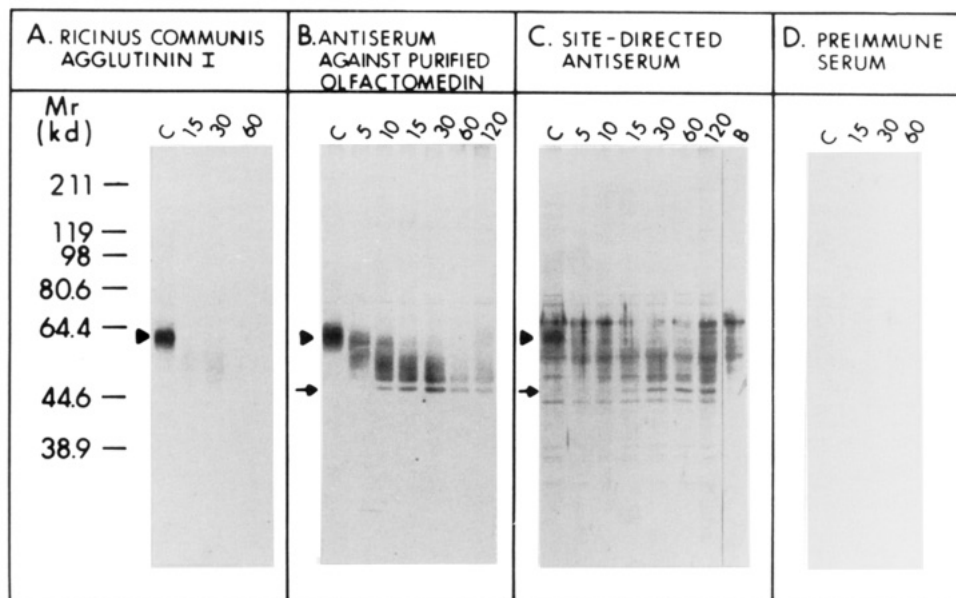 A. RICINUS COMMUNIS
AGGLUTININ I
B. ANTISERUM
AGAINST PURIFIED
OLFACTOMEDIN
C. SITE-DIRECTED
ANTISERUM
D. PREIMMUNE
SERUM
Mr
(kd)
211
119
98
80.6
64.4
44.6
38.9
C 15 30 60
C 5 10 15 30 60 120
C 5 10 15 30 60 120 B
C 15 30 60